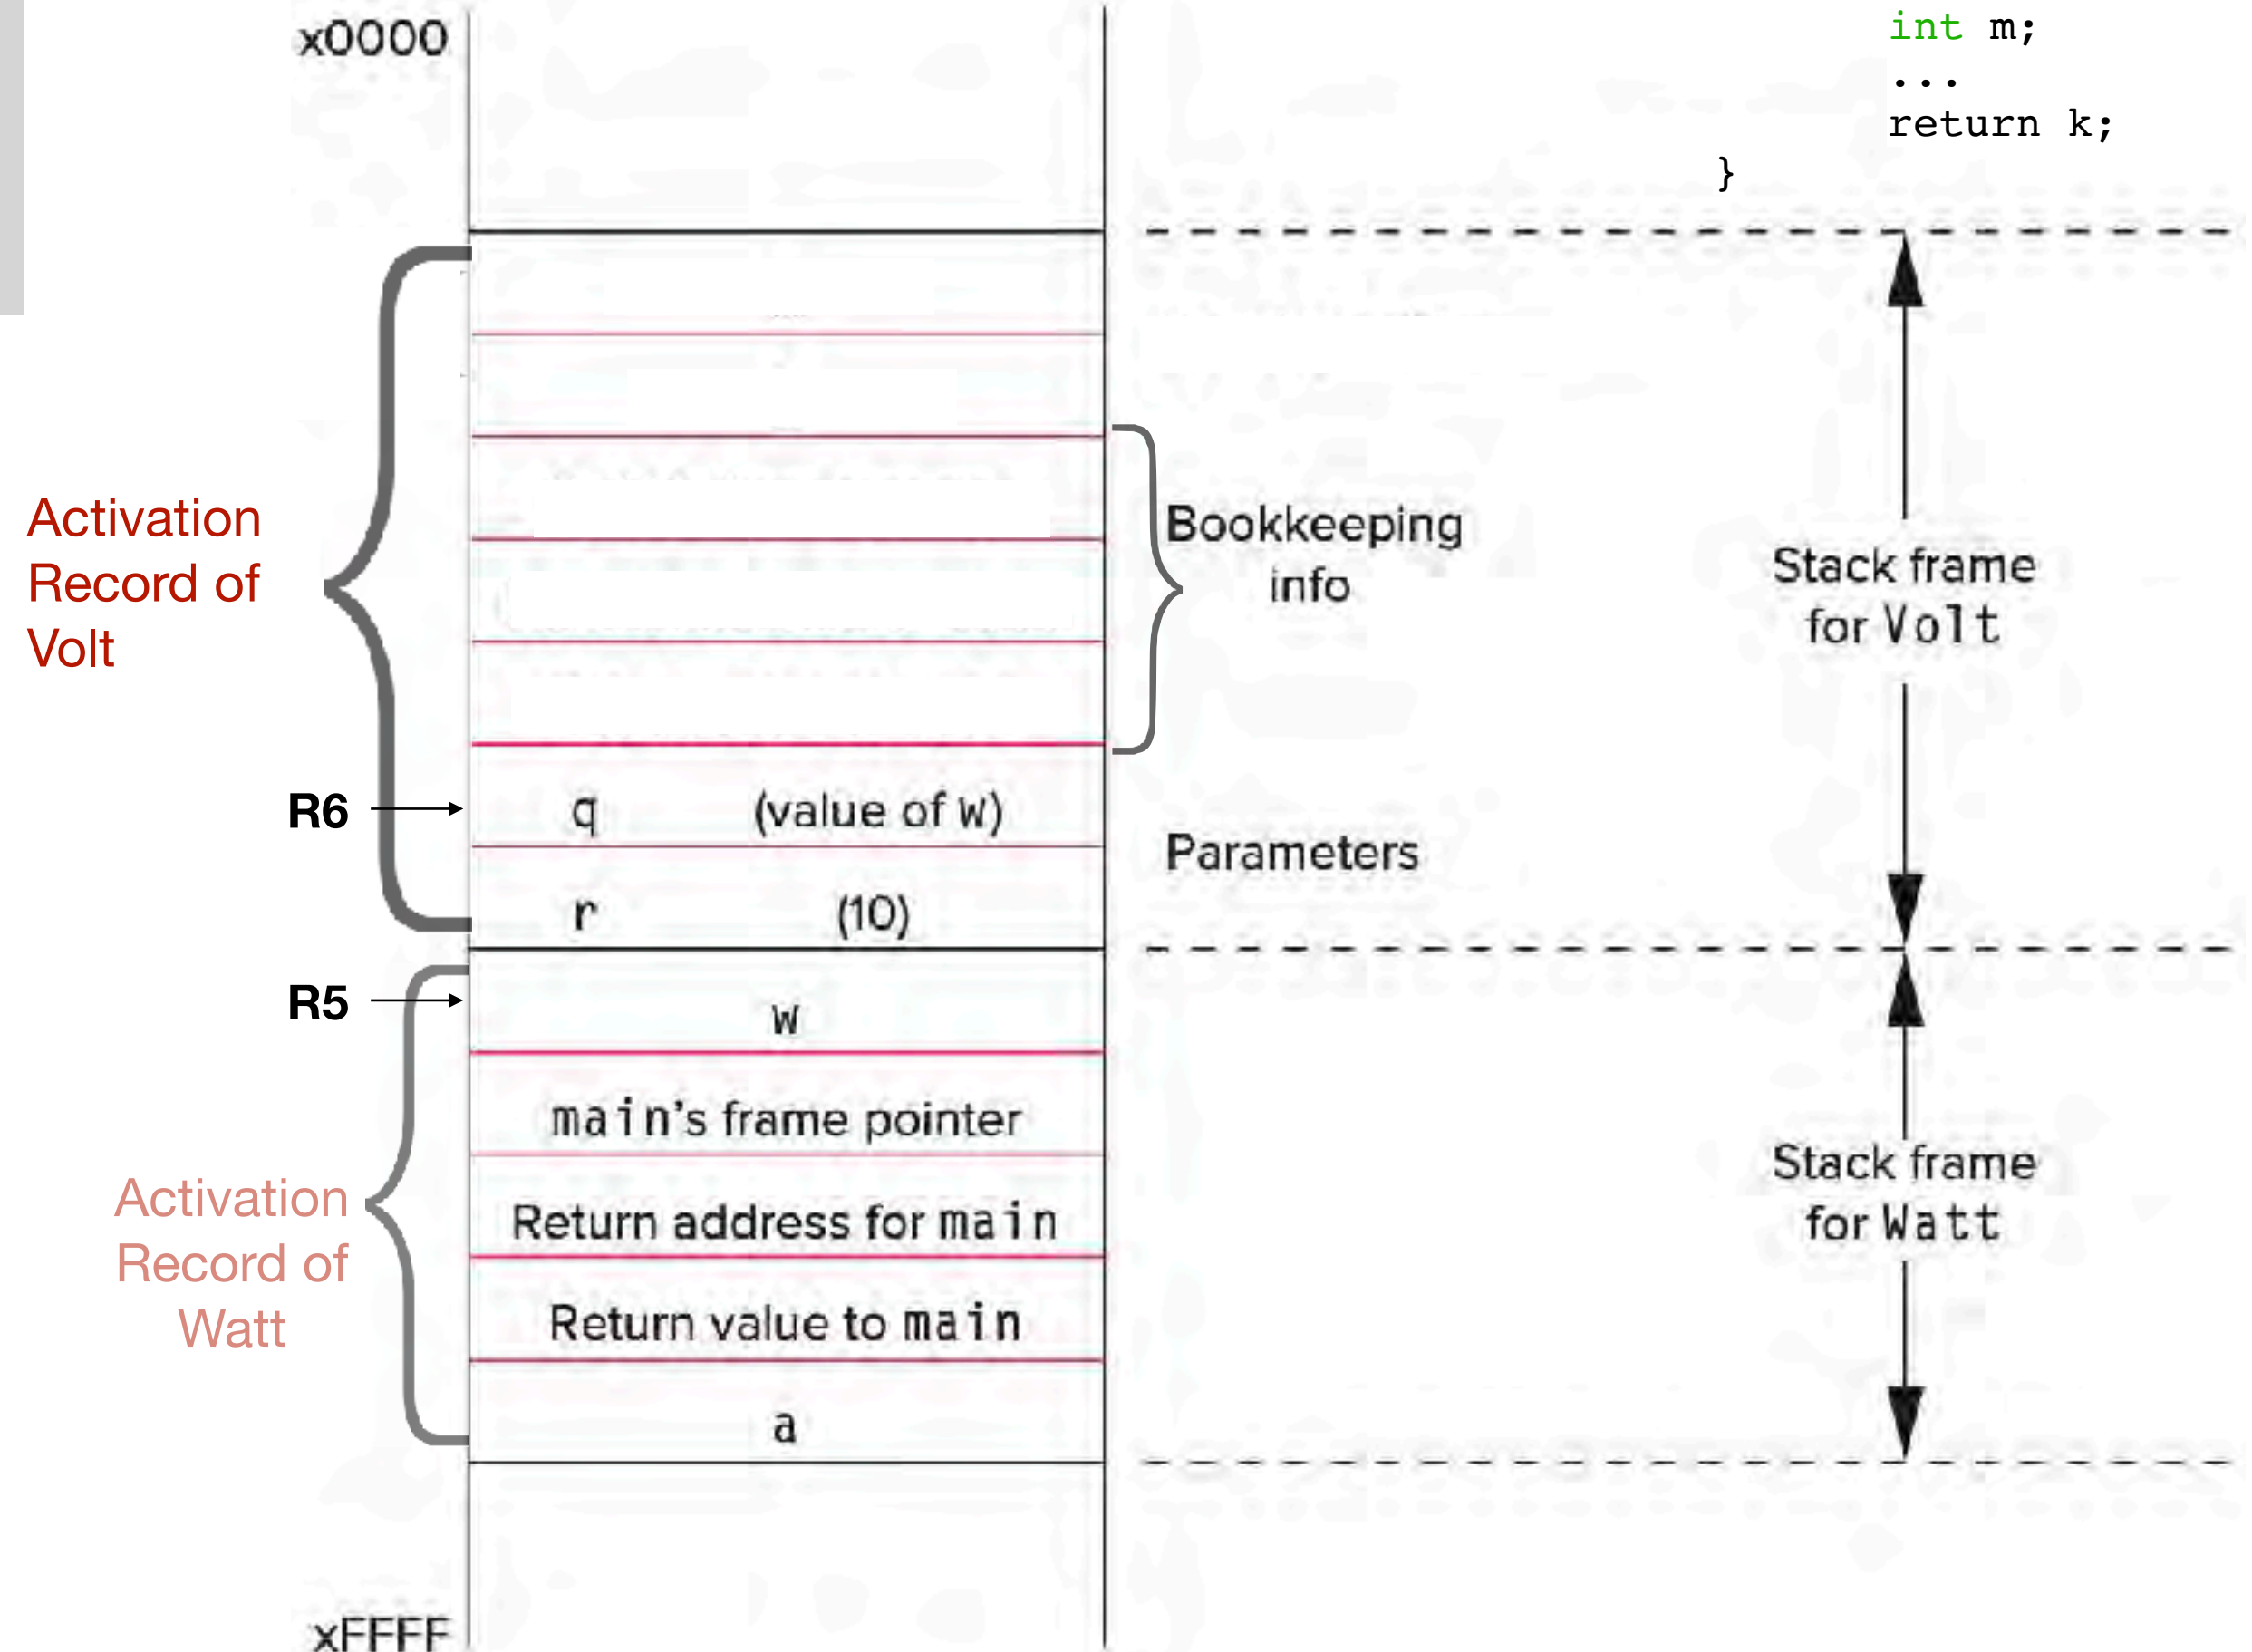 x0000
int m;
...
return k;
}
Activation
Record of
Volt
Bookkeeping
info
Stack frame
for Volt
R6
q (value of w)
Parameters
r (10)
R5
w
main's frame pointer
Activation
Record of
Watt
Return address for main
Stack frame
for Watt
Return value to main
a
xFFFF